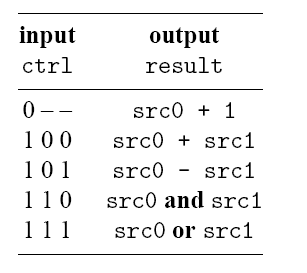 input output
ctrl result
0 – – src0 + 1
1 0 0 src0 + src1
1 0 1 src0 - src1
1 1 0 src0 and src1
1 1 1 src0 or src1